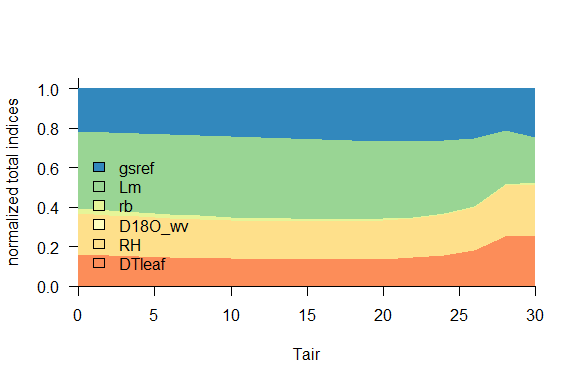 normalized total indices
1.0
0.8
0.6
0.4
0.2
0.0
gsref
Lm
rb
D18O_wv
RH
DTleaf
0 5 10 15 20 25 30
Tair